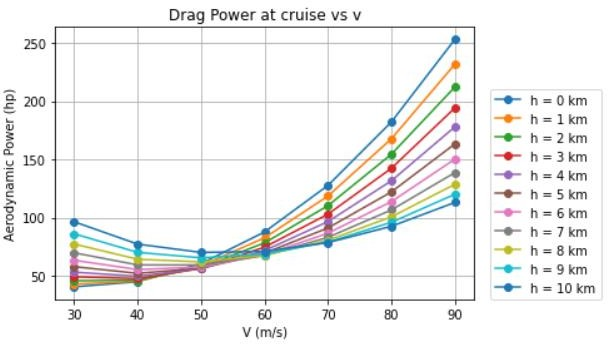 Drag Power at cruise vs v
Aerodynamic Power (hp)
250
200
150
100
50
30 40 50 60 70 80 90
V (m/s)
h = 0 km
h = 1 km
h = 2 km
h = 3 km
h = 4 km
h = 5 km
h = 6 km
h = 7 km
h = 8 km
h = 9 km
h = 10 km